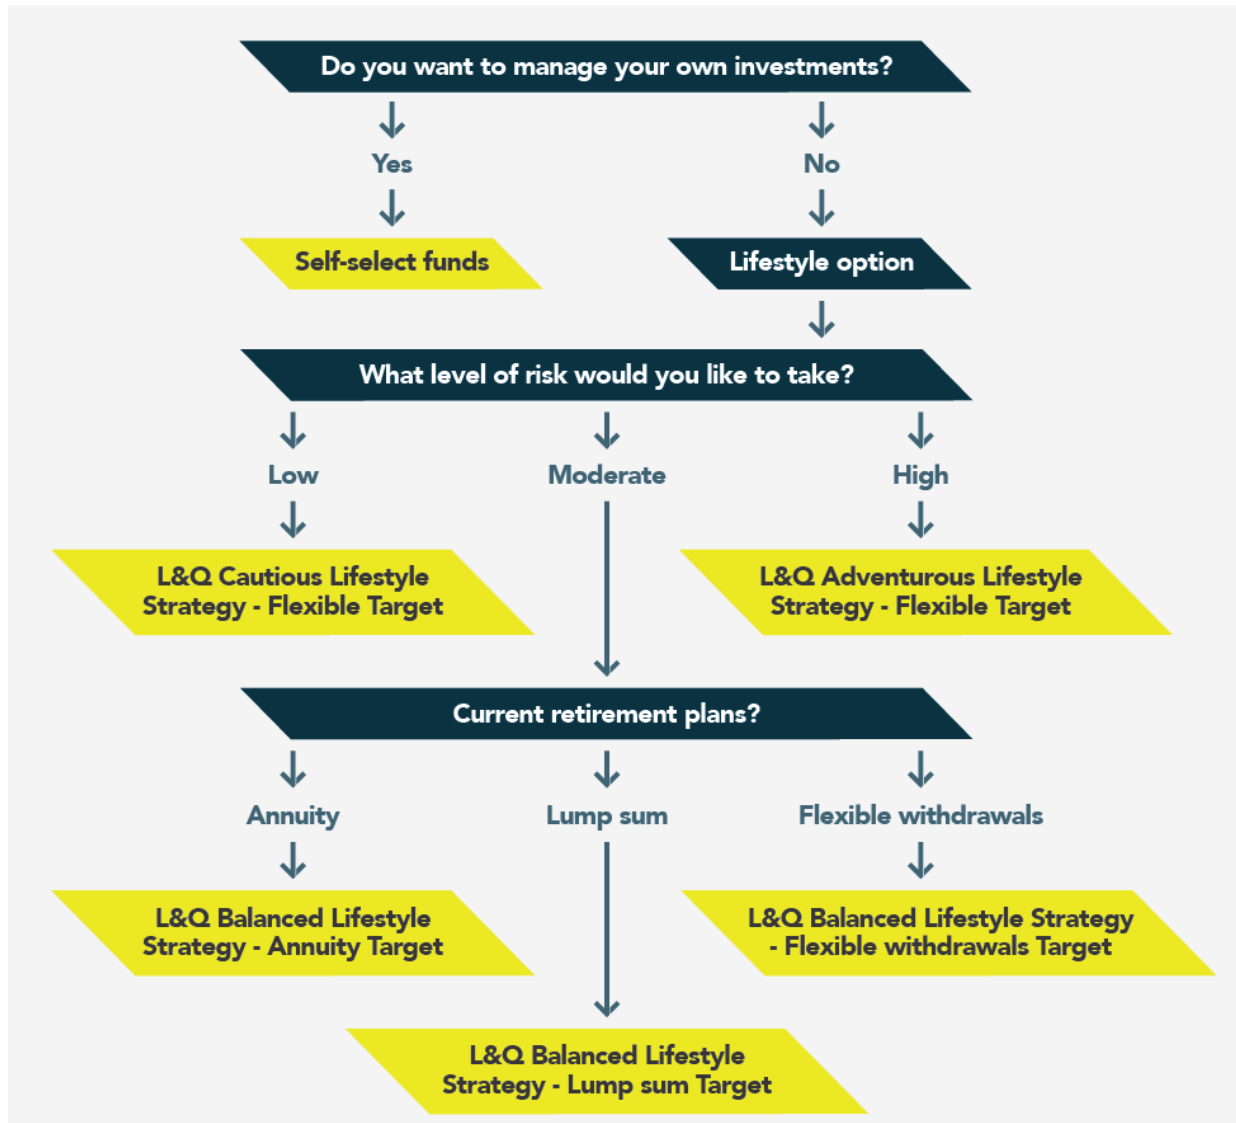 Do you want to manage your own investments?
Yes
No
Self-select funds
Lifestyle option
What level of risk would you like to take?
Low
Moderate
High
L&Q Cautious Lifestyle
Strategy - Flexible Target
L&Q Adventurous Lifestyle
Strategy - Flexible Target
Current retirement plans?
Annuity
Lump sum
Flexible withdrawals
L&Q Balanced Lifestyle
Strategy - Annuity Target
L&Q Balanced Lifestyle Strategy
- Flexible withdrawals Target
L&Q Balanced Lifestyle
Strategy - Lump sum Target